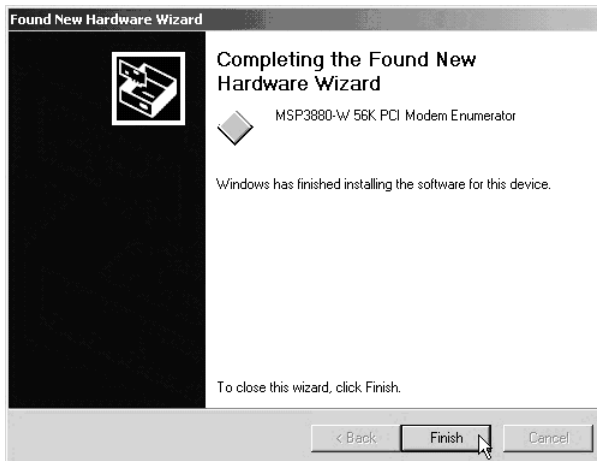 Found New Hardware Wizard
Completing the Found New
Hardware Wizard
MSP3880-W 56K PCI Modem Enumerator
Windows has finished installing the software for this device.
To close this wizard, click Finish.
< Back
Finish
Cancel